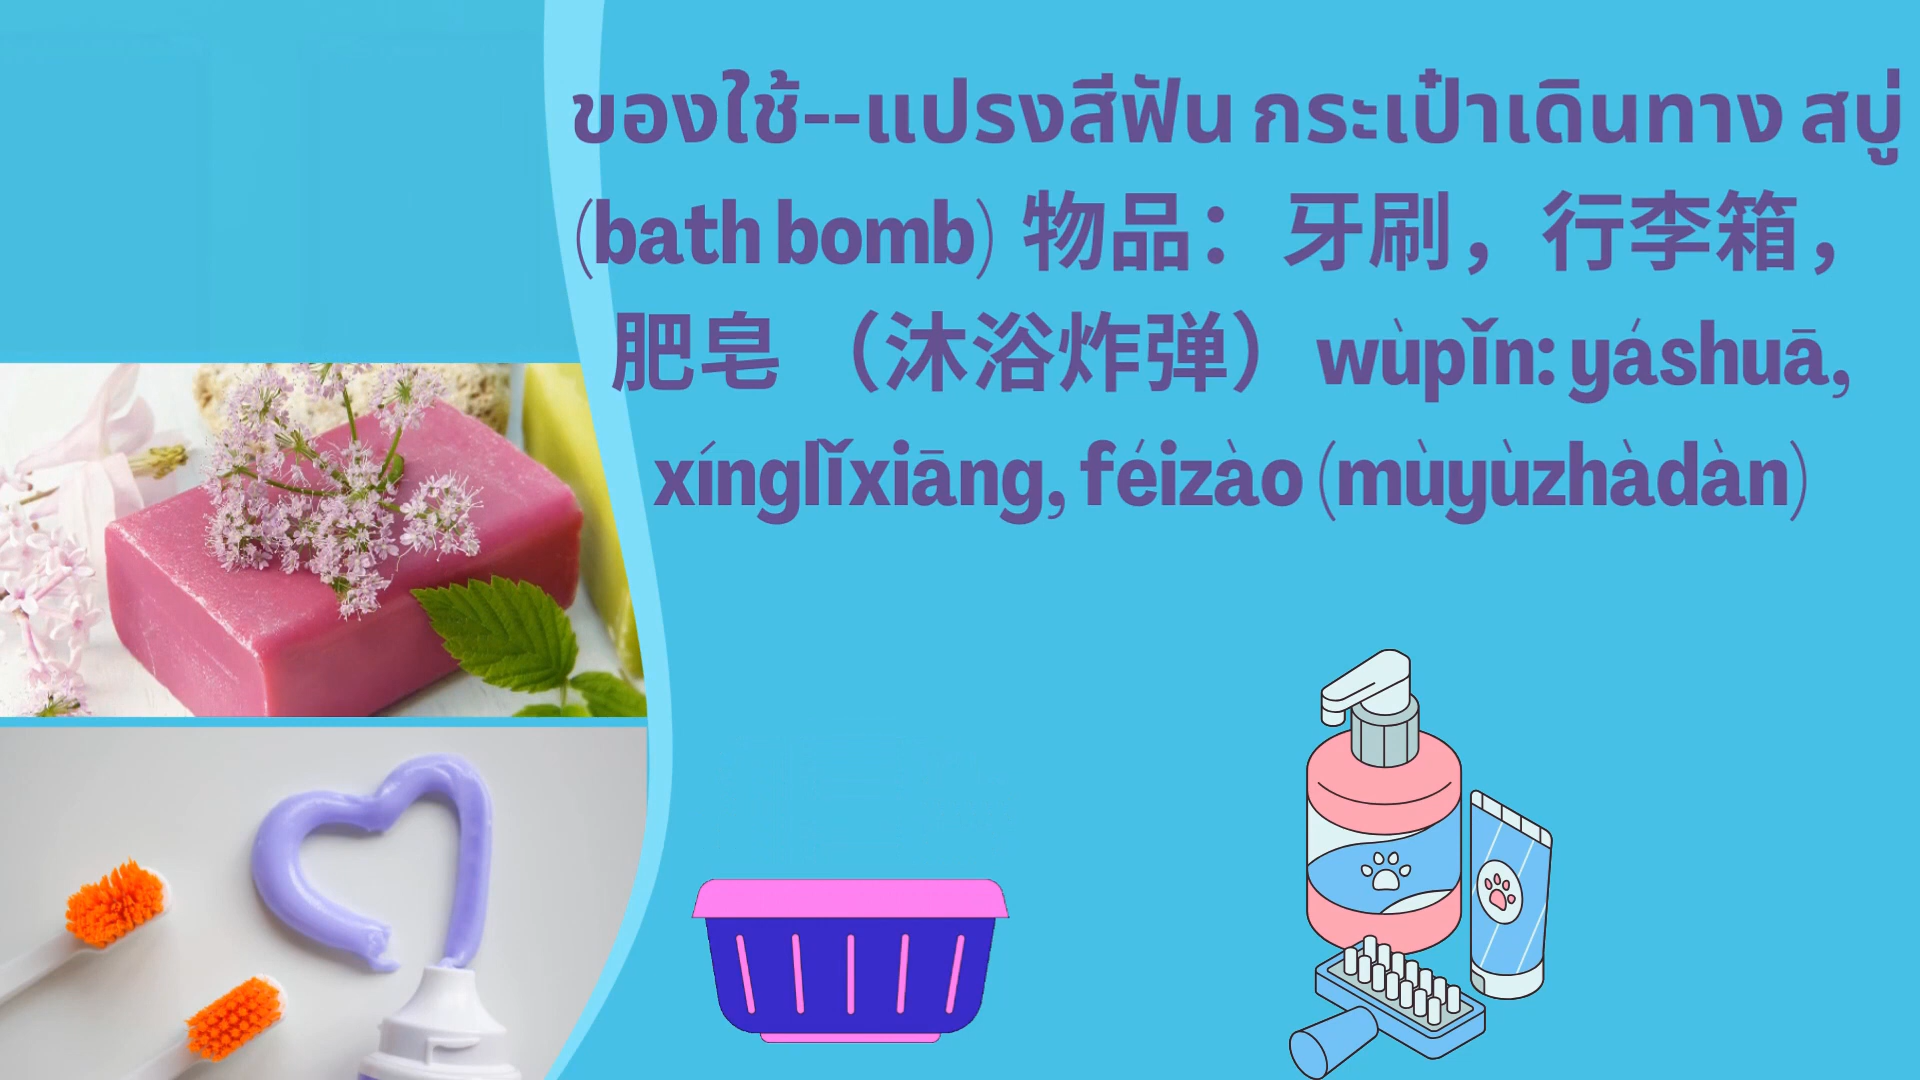 ของใช้--แปรงสีฟัน กระเป๋าเดินทาง สบู่
(bath bomb) 物品：牙刷，行李箱，
肥皂 （沐浴炸弹） wùpǐn: yáshuā,
xínglǐxiāng, féizào (mùyùzhàdàn)